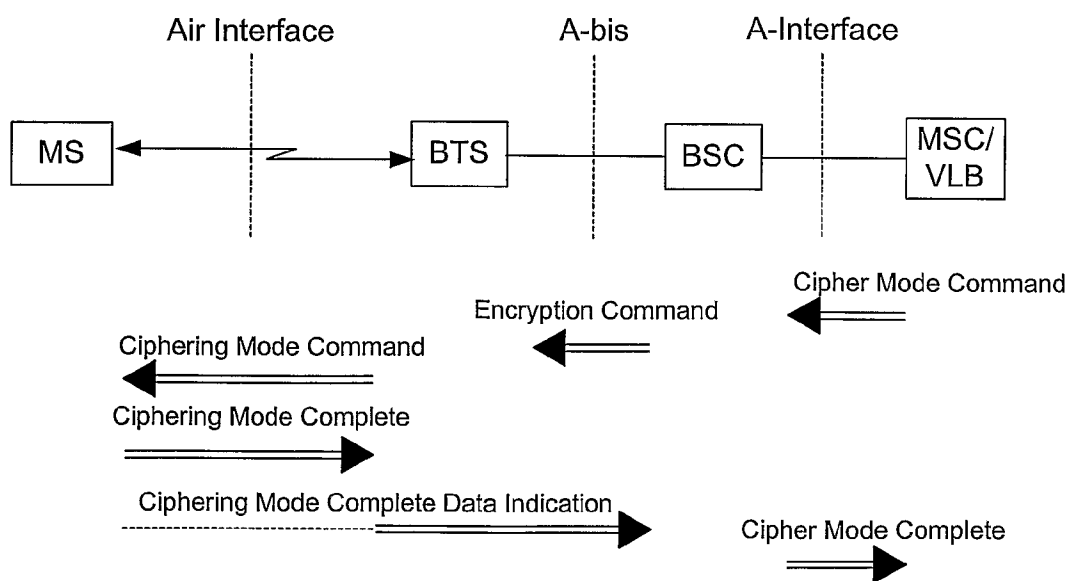 Air Interface
A-bis
A-Interface
MS
BTS
BSC
MSC/
VLB
Cipher Mode Command
Encryption Command
Ciphering Mode Command
Ciphering Mode Complete
Ciphering Mode Complete Data Indication
Cipher Mode Complete